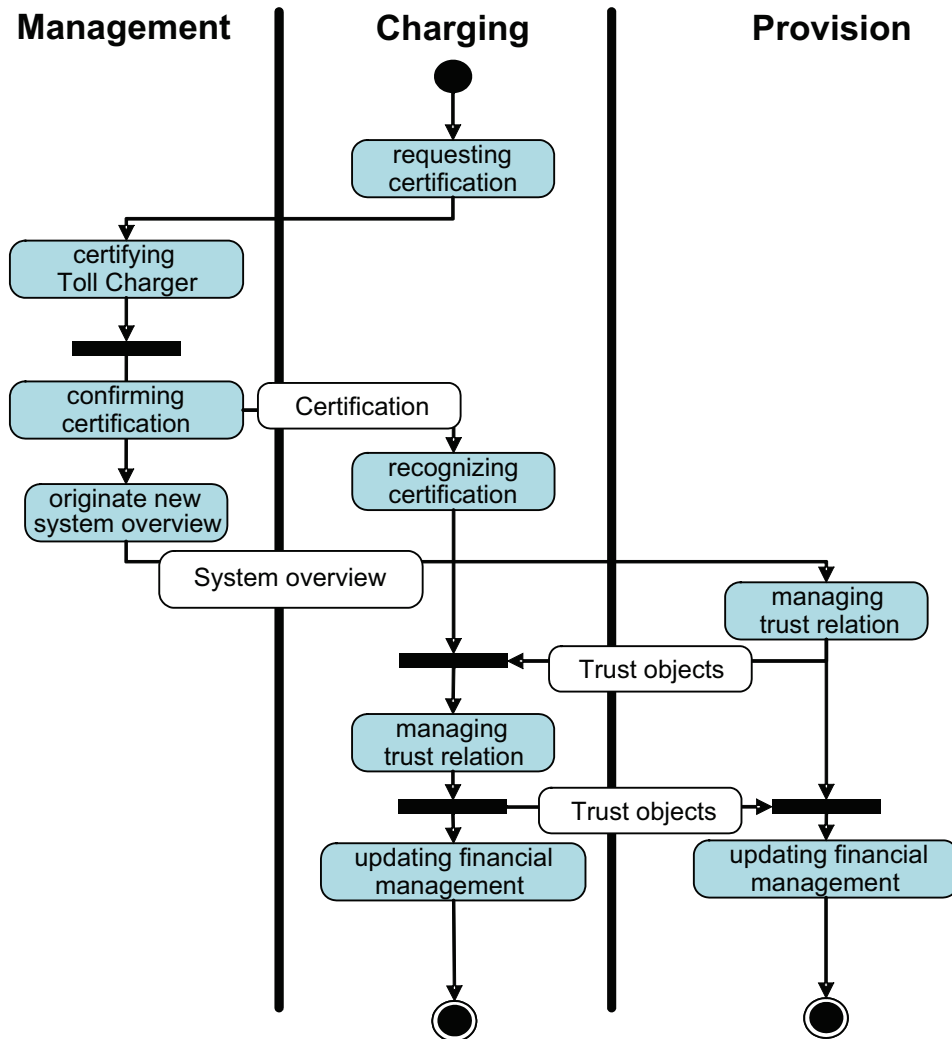 Management
Charging
Provision
requesting
certification
certifying
Toll Charger
confirming
certification
Certification
recognizing
certification
originate new
system overview
System overview
managing
trust relation
Trust objects
managing
trust relation
Trust objects
updating financial
management
updating financial
management